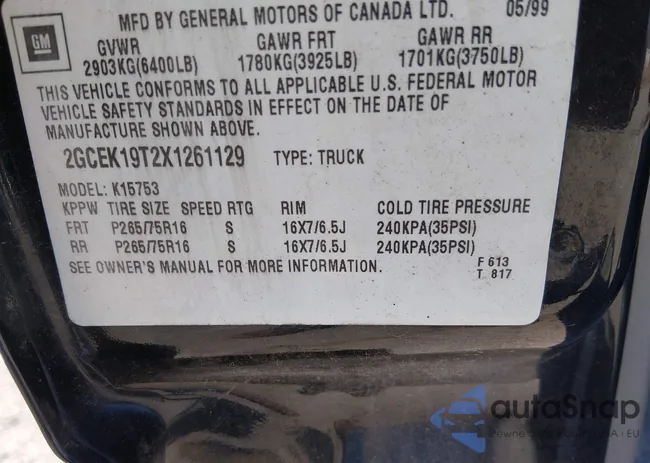 MFD BY GENERAL MOTORS OF CANADA LTD. 05/99
GM
GVWR GAWR FRT GAWR RR
2903KG(6400LB) 1780KG(3925LB) 1701KG(3750LB)
THIS VEHICLE CONFORMS TO ALL APPLICABLE U.S. FEDERAL MOTOR
VEHICLE SAFETY STANDARDS IN EFFECT ON THE DATE OF
MANUFACTURE SHOWN ABOVE.
2GCEK19T2X1261129 TYPE: TRUCK
MODEL: K15753
KPPW TIRE SIZE SPEED RTG RIM COLD TIRE PRESSURE
FRT P265/75R16 S 16X7/6.5J 240KPA(35PSI)
RR P265/75R16 S 16X7/6.5J 240KPA(35PSI)
SEE OWNER'S MANUAL FOR MORE INFORMATION.
F 613
T 817
autoSnap